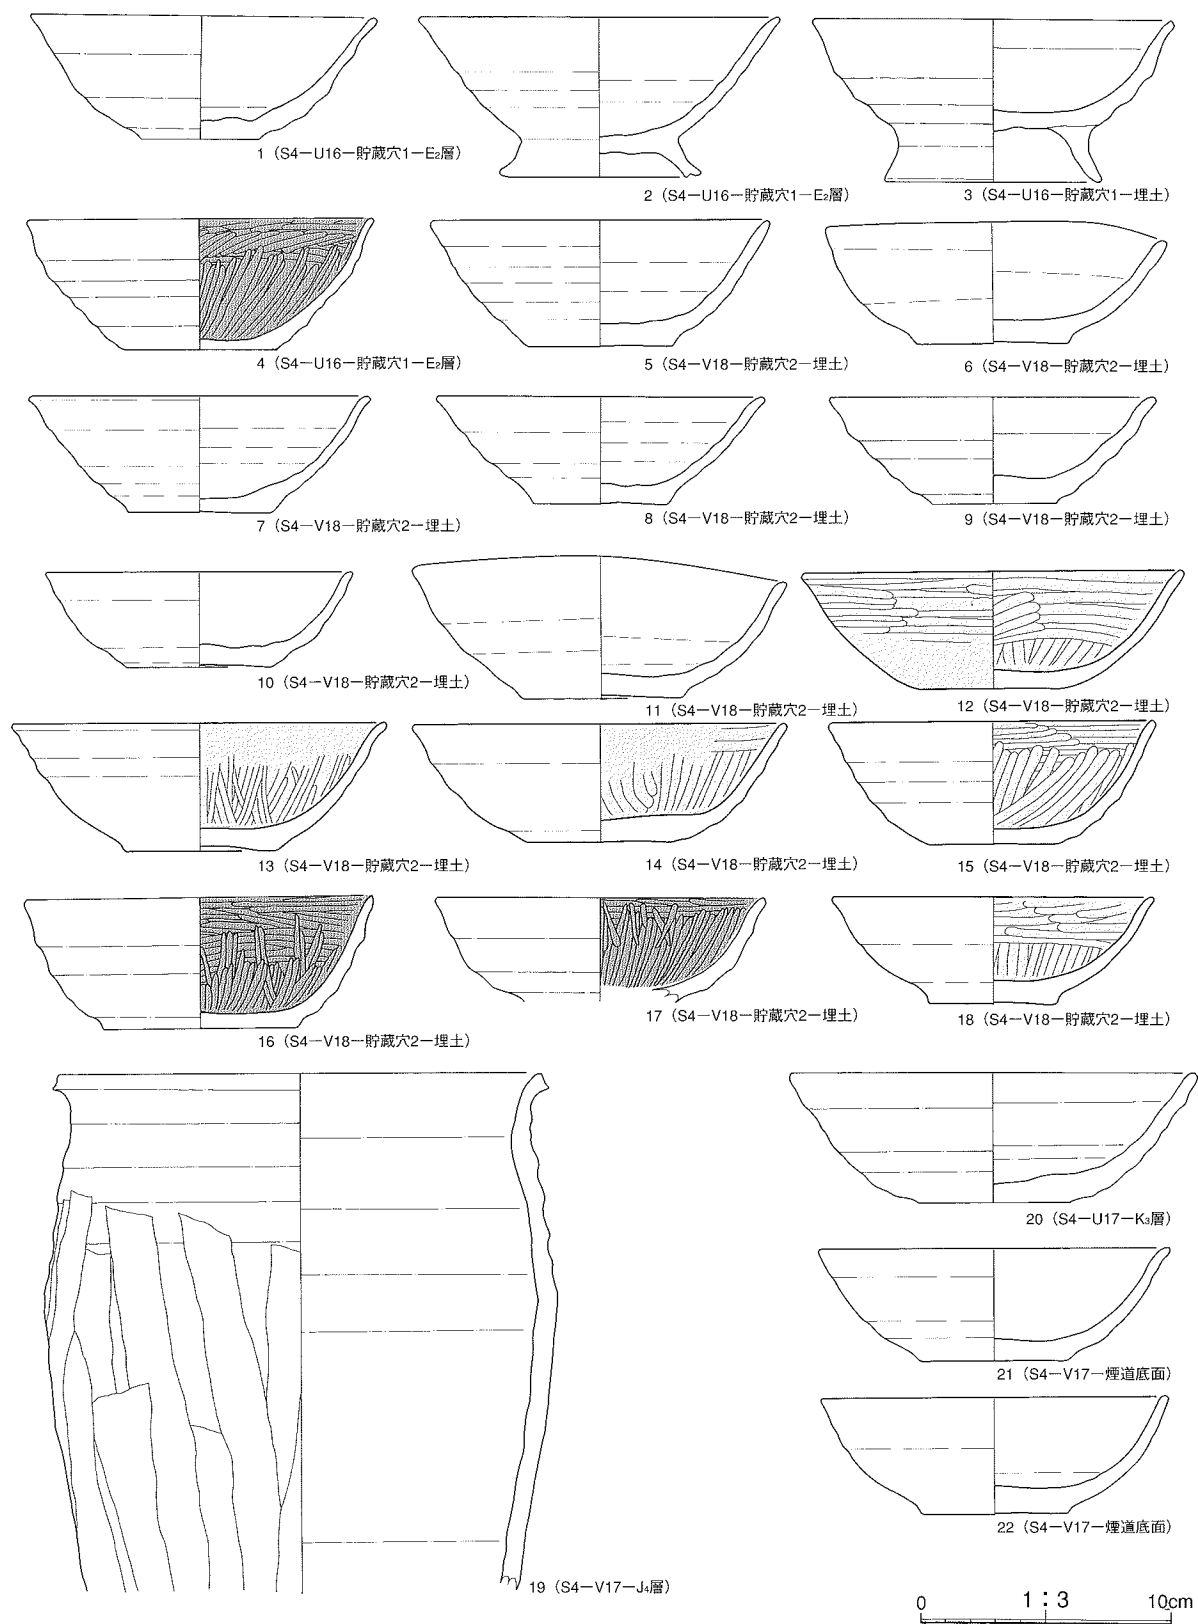 1（S4－U16－貯蔵穴1－E₂層）
2（S4－U16－貯蔵穴1－E₂層）
3（S4－U16－貯蔵穴1－埋土）
4（S4－U16－貯蔵穴1－E₂層）
5（S4－V18－貯蔵穴2－埋土）
6（S4－V18－貯蔵穴2－埋土）
7（S4－V18－貯蔵穴2－埋土）
8（S4－V18－貯蔵穴2－埋土）
9（S4－V18－貯蔵穴2－埋土）
10（S4－V18－貯蔵穴2－埋土）
11（S4－V18－貯蔵穴2－埋土）
12（S4－V18－貯蔵穴2－埋土）
13（S4－V18－貯蔵穴2－埋土）
14（S4－V18－貯蔵穴2－埋土）
15（S4－V18－貯蔵穴2－埋土）
16（S4－V18－貯蔵穴2－埋土）
17（S4－V18－貯蔵穴2－埋土）
18（S4－V18－貯蔵穴2－埋土）
19（S4－V17－J₄層）
20（S4－U17－K₃層）
21（S4－V17－煙道底面）
22（S4－V17－煙道底面）
0 1：3 10cm